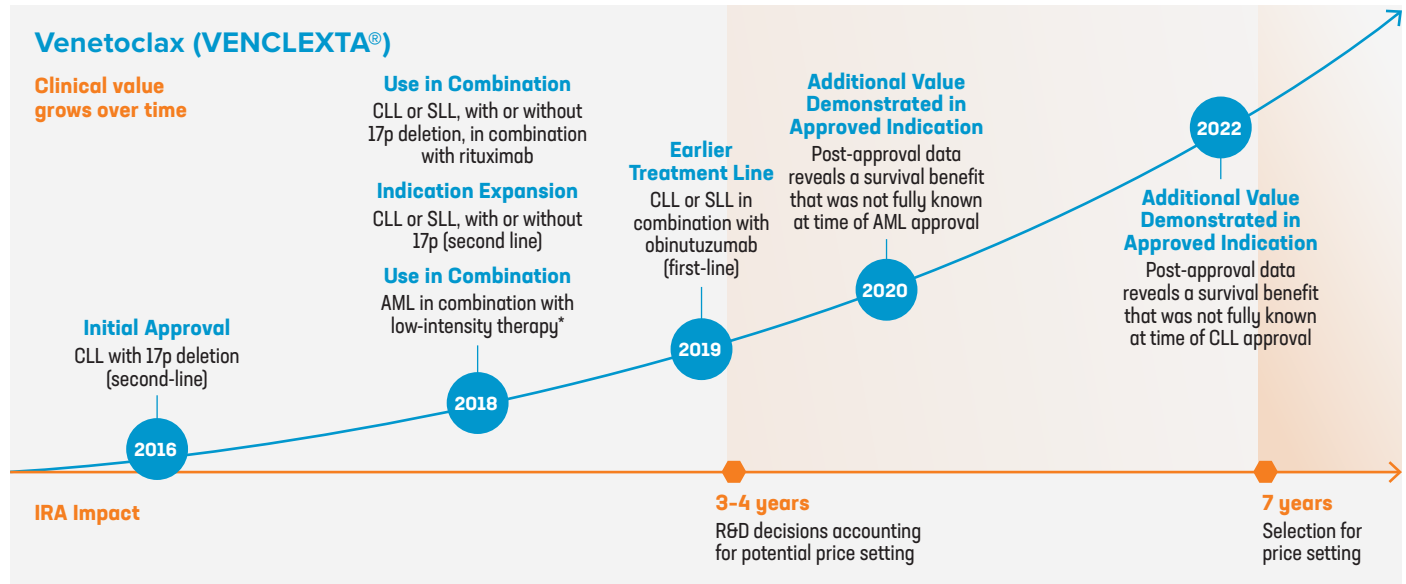 Venetoclax (VENCLEXTA®)
Clinical value
grows over time
Initial Approval
CLL with 17p deletion
(second-line)
2016
Use in Combination
CLL or SLL, with or without
17p deletion, in combination
with rituximab
Indication Expansion
CLL or SLL, with or without
17p (second line)
Use in Combination
AML in combination with
low-intensity therapy*
2018
Earlier
Treatment Line
CLL or SLL in
combination with
obinutuzumab
(first-line)
2019
Additional Value
Demonstrated in
Approved Indication
Post-approval data
reveals a survival benefit
that was not fully known
at time of AML approval
2020
2022
Additional Value
Demonstrated in
Approved Indication
Post-approval data
reveals a survival benefit
that was not fully known
at time of CLL approval
IRA Impact
3-4 years
R&D decisions accounting
for potential price setting
7 years
Selection for
price setting